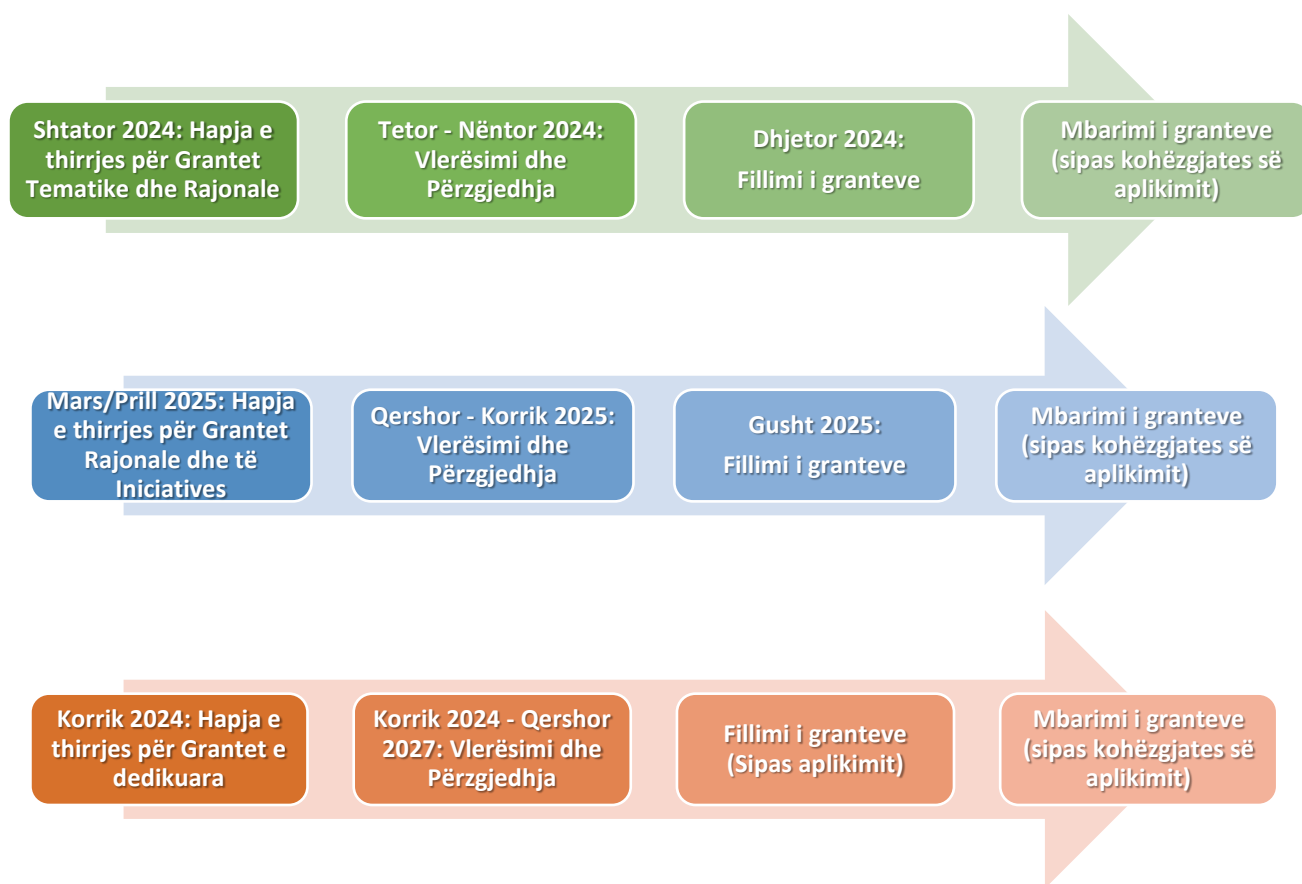 Shtator 2024: Hapja e
thirrjes për Grantet
Tematike dhe Rajonale
Tetor - Nëntor 2024:
Vlerësimi dhe
Përzgjedhja
Dhjetor 2024:
Fillimi i granteve
Mbarimi i granteve
(sipas kohëzgjates së
aplikimit)
Mars/Prill 2025: Hapja
e thirrjes për Grantet
Rajonale dhe të
Iniciatives
Qershor - Korrik 2025:
Vlerësimi dhe
Përzgjedhja
Gusht 2025:
Fillimi i granteve
Mbarimi i granteve
(sipas kohëzgjates së
aplikimit)
Korrik 2024: Hapja e
thirrjes për Grantet e
dedikuara
Korrik 2024 - Qershor
2027: Vlerësimi dhe
Përzgjedhja
Fillimi i granteve
(Sipas aplikimit)
Mbarimi i granteve
(sipas kohëzgjates së
aplikimit)